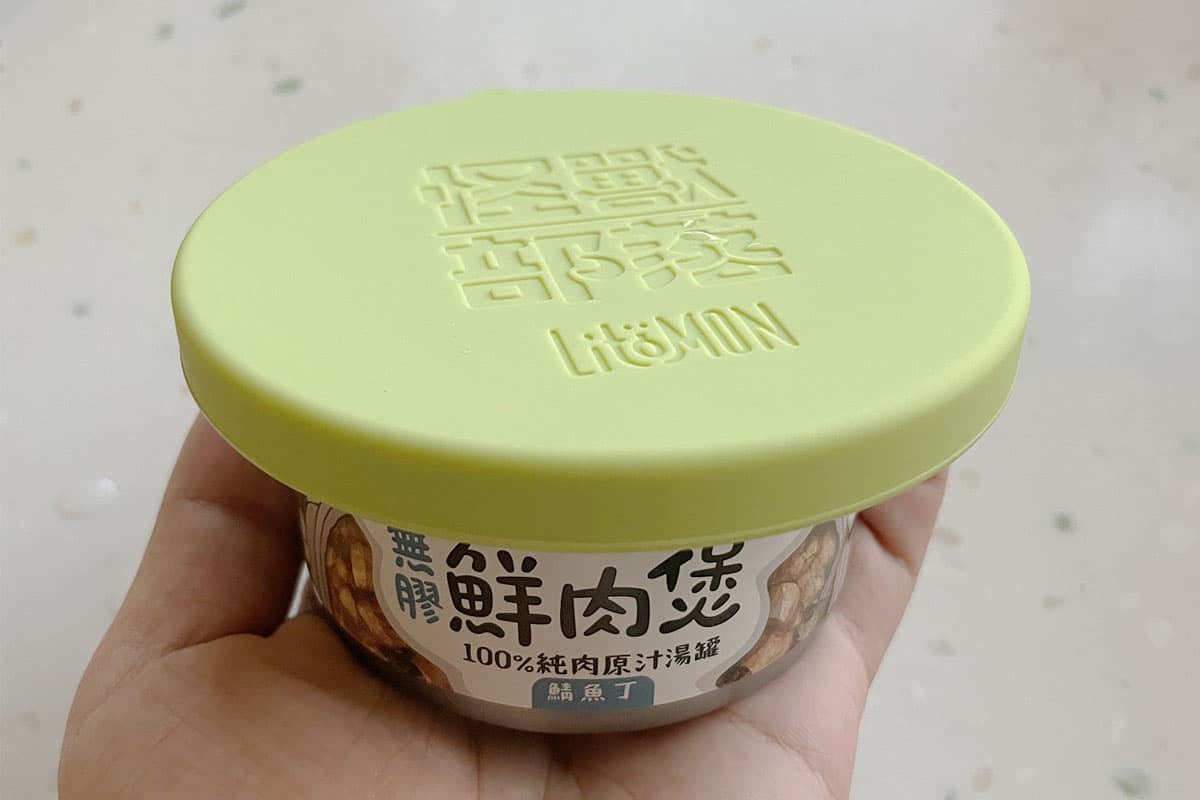 怪獸
部落
LitoMON
無膠
鮮肉煲
100%純肉原汁湯罐
鯖魚丁